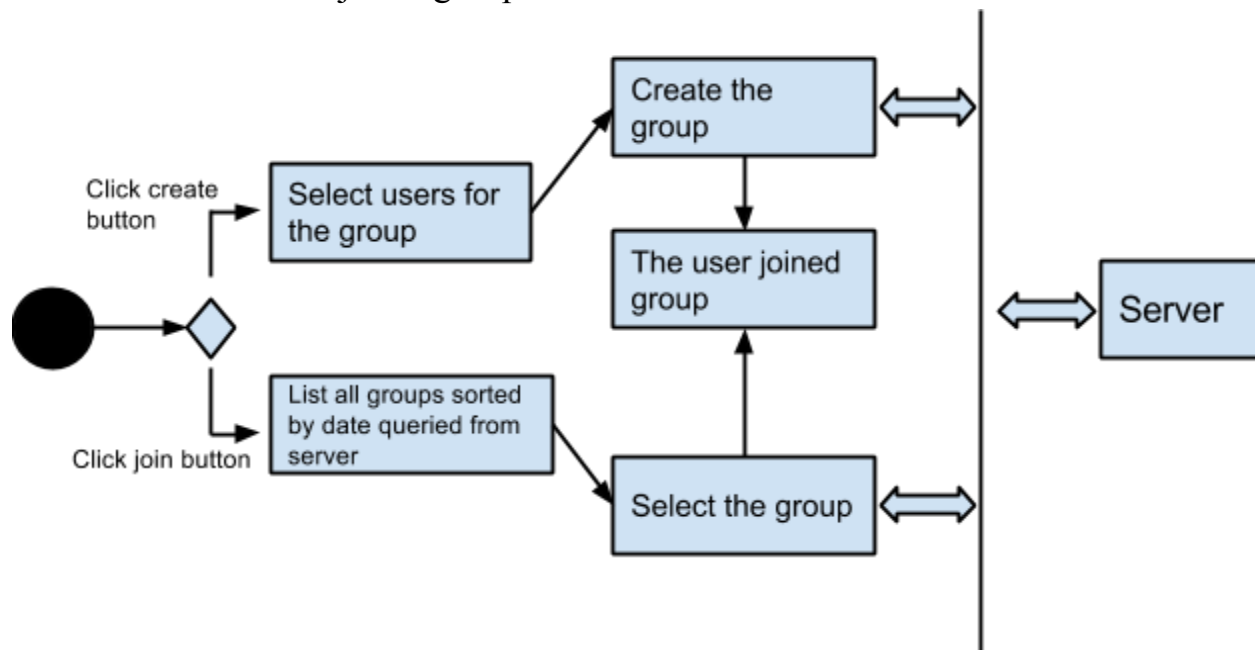 Create the
group
Click create
button
Select users for
the group
The user joined
group
Server
List all groups sorted
by date queried from
server
Click join button
Select the group